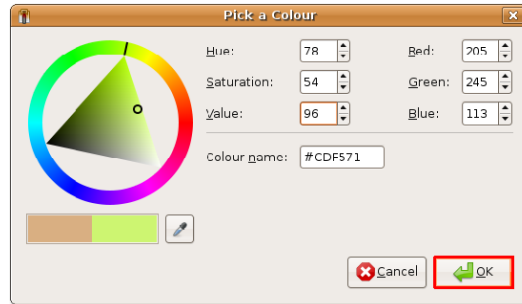 Pick a Colour
Hue: 78 Red: 205
Saturation: 54 Green: 245
Value: 96 Blue: 113
Colour name: #CDF571
Cancel OK